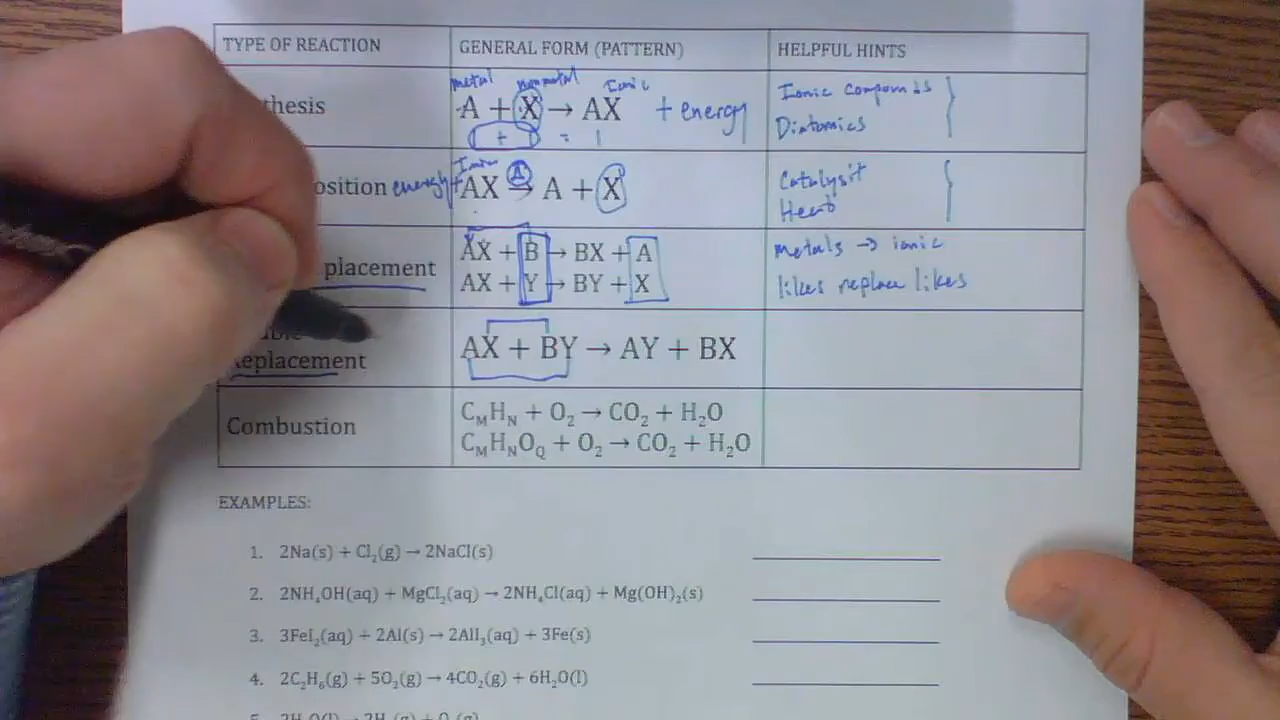 TYPE OF REACTION
GENERAL FORM (PATTERN)
HELPFUL HINTS
thesis
metal nonmetal Ionic
A + X → AX + energy
+ = 1
Ionic Compounds
Diatomics
osition
energy + AX → A + X
Catalysit
Heat
placement
AX + B → BX + A
AX + Y → BY + X
metals → ionic
likes replace likes
Replacement
AX + BY → AY + BX
Combustion
CMHN + O₂ → CO₂ + H₂O
CMHNOQ + O₂ → CO₂ + H₂O
EXAMPLES:
1. 2Na(s) + Cl₂(g) → 2NaCl(s)
2. 2NH₄OH(aq) + MgCl₂(aq) → 2NH₄Cl(aq) + Mg(OH)₂(s)
3. 3FeI₂(aq) + 2Al(s) → 2AlI₃(aq) + 3Fe(s)
4. 2C₂H₆(g) + 5O₂(g) → 4CO₂(g) + 6H₂O(l)